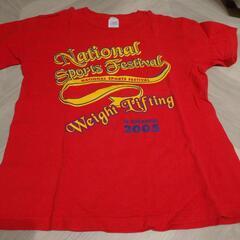 National
Sports Festival
NATIONAL SPORTS FESTIVAL
Weight Lifting
2005